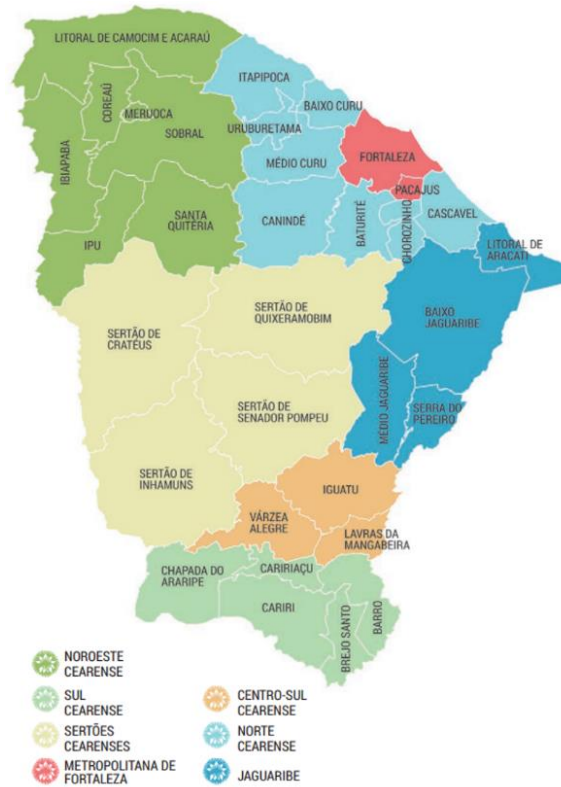 LITORAL DE CAMOCIM E ACARAÚ
ITAPIPOCA
COREAÚ
BAIXO CURU
MERUOCA
URUBURETAMA
SOBRAL
IBIAPABA
MÉDIO CURU
FORTALEZA
PACAJUS
SANTA
QUITÉRIA
CANINDÉ
BATURITÉ
CHOROZINHO
CASCAVEL
IPU
LITORAL DE
ARACATI
SERTÃO DE
QUIXERAMOBIM
BAIXO
JAGUARIBE
SERTÃO DE
CRATÉUS
MÉDIO JAGUARIBE
SERTÃO DE
SENADOR POMPEU
SERRA DO
PEREIRO
SERTÃO DE
INHAMUNS
IGUATU
VÁRZEA
ALEGRE
LAVRAS DA
MANGABEIRA
CHAPADA DO
ARARIPE
CARIRIAÇU
CARIRI
BREJO SANTO
BARRO
NOROESTE
CEARENSE
SUL
CEARENSE
CENTRO-SUL
CEARENSE
SERTÕES
CEARENSES
NORTE
CEARENSE
METROPOLITANA DE
FORTALEZA
JAGUARIBE